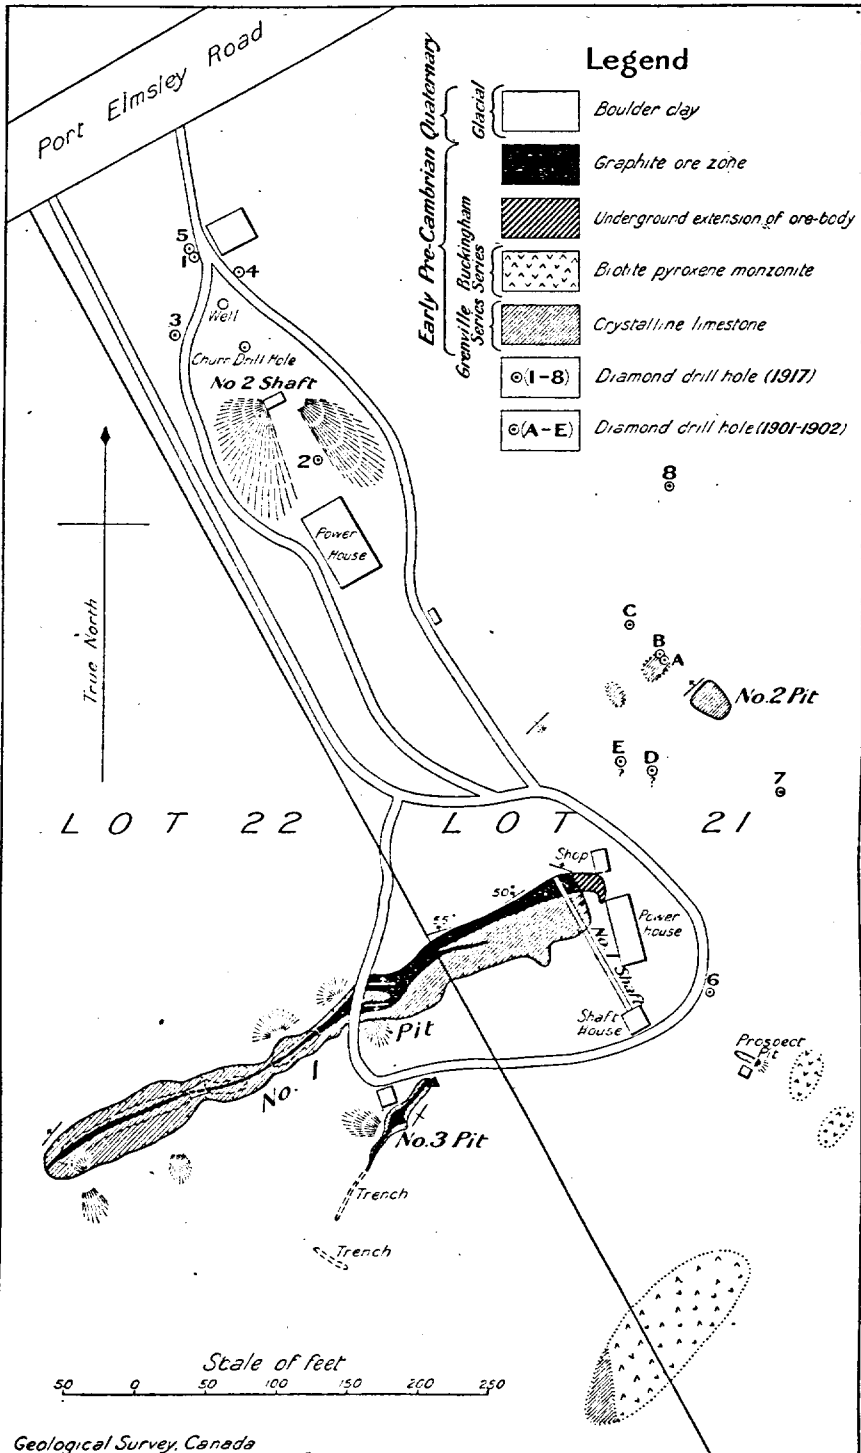 Port Elmsley Road
Legend
Early Pre-Cambrian Quaternary
Glacial
Boulder clay
Graphite ore zone
Underground extension of ore-body
Buckingham Series
Biotite pyroxene monzonite
Grenville Series
Crystalline limestone
(1-8)
Diamond drill hole (1917)
(A-E)
Diamond drill hole (1901-1902)
5
1
4
Well
3
Churn Drill Hole
No 2 Shaft
2
Power House
True North
8
C
B
A
No.2 Pit
E
?
D
?
7
LOT 22
LOT 21
Shop
50°
55°
Power house
No. 1 Shaft
Shaft House
6
Prospect Pit
No. 1 Pit
No.3 Pit
Trench
Trench
Scale of feet
50 0 50 100 150 200 250
Geological Survey, Canada